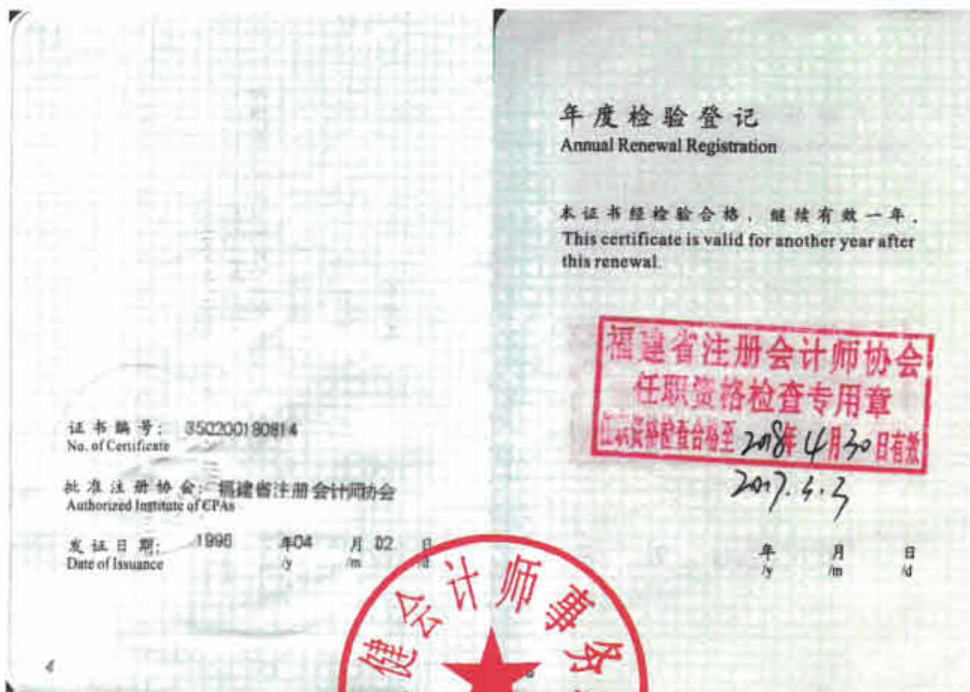 证书编号: 350200180814
No. of Certificate
批准注册协会: 福建省注册会计师协会
Authorized Institute of CPAs
发证日期: 1996 年04 月 02 日
Date of Issuance /y /m /d
4
年度检验登记
Annual Renewal Registration
本证书经检验合格，继续有效一年。
This certificate is valid for another year after
this renewal.
福建省注册会计师协会
任职资格检查专用章
任职资格检查合格至2018年4月30日有效
年 月 日
/y /m /d
健会计师事务